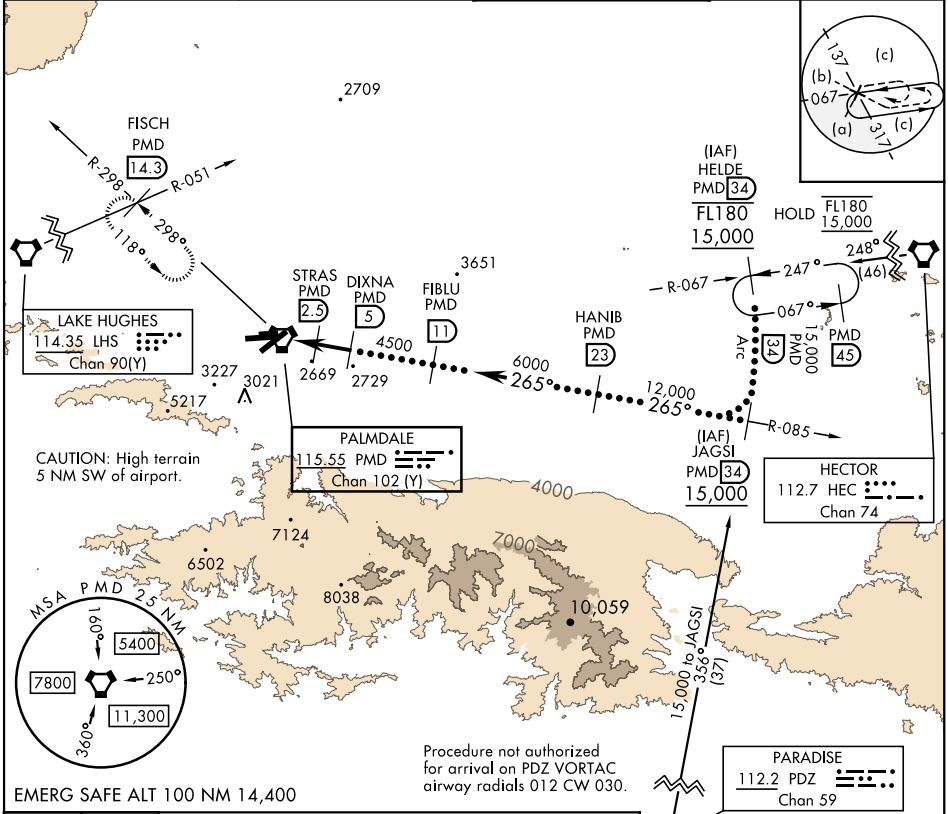 2709
FISCH
PMD
14.3
R-298
R-051
298°
118°
137
(c)
(b)
067
(a)
(c)
317
(IAF)
HELDE
PMD 34
FL180
15,000
HOLD
FL180
15,000
248°
(46)
R-067
247°
067°
Arc
34
PMD
15,000
PMD
45
LAKE HUGHES
114.35 LHS
Chan 90(Y)
STRAS
PMD
2.5
DIXNA
PMD
5
3651
FIBLU
PMD
11
HANIB
PMD
23
4500
6000
265°
12,000
265°
2669
2729
3227
3021
5217
R-085
(IAF)
JAGSI
PMD 34
15,000
CAUTION: High terrain
5 NM SW of airport.
PALMDALE
115.55 PMD
Chan 102 (Y)
HECTOR
112.7 HEC
Chan 74
4000
7000
7124
6502
8038
10,059
MSA PMD 25 NM
160°
5400
7800
250°
11,300
360°
15,000 to JAGSI
356°
(37)
Procedure not authorized
for arrival on PDZ VORTAC
airway radials 012 CW 030.
PARADISE
112.2 PDZ
Chan 59
EMERG SAFE ALT 100 NM 14,400